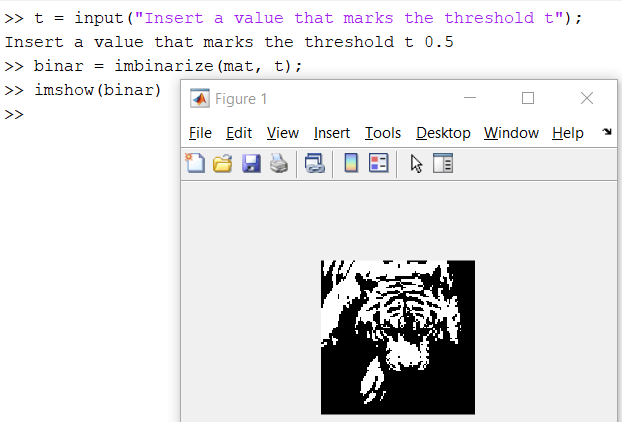 >> t = input("Insert a value that marks the threshold t");
Insert a value that marks the threshold t 0.5
>> binar = imbinarize(mat, t);
>> imshow(binar)
>>
Figure 1
File Edit View Insert Tools Desktop Window Help